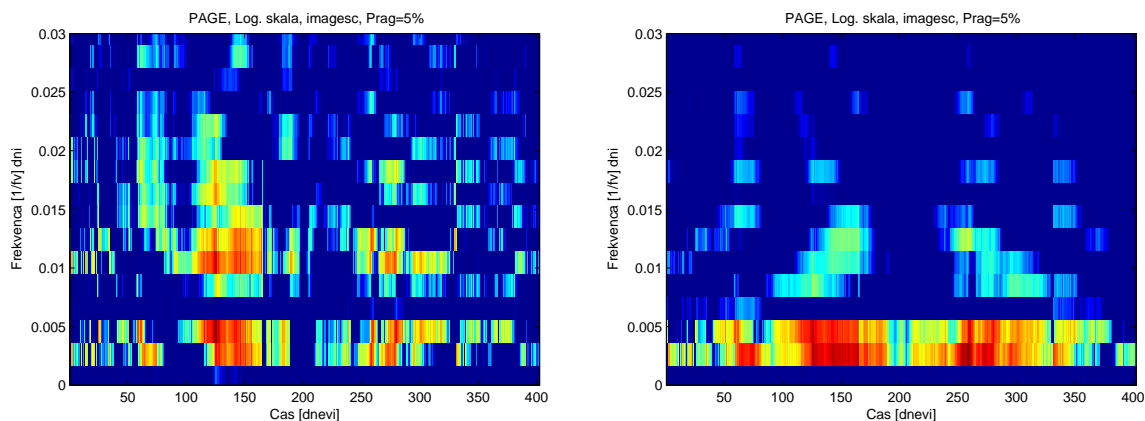 PAGE, Log. skala, imagesc, Prag=5%
0.03
0.025
0.02
0.015
0.01
0.005
0
Frekvenca [1/fv] dni
50 100 150 200 250 300 350 400
Cas [dnevi]
PAGE, Log. skala, imagesc, Prag=5%
0.03
0.025
0.02
0.015
0.01
0.005
0
Frekvenca [1/fv] dni
50 100 150 200 250 300 350 400
Cas [dnevi]